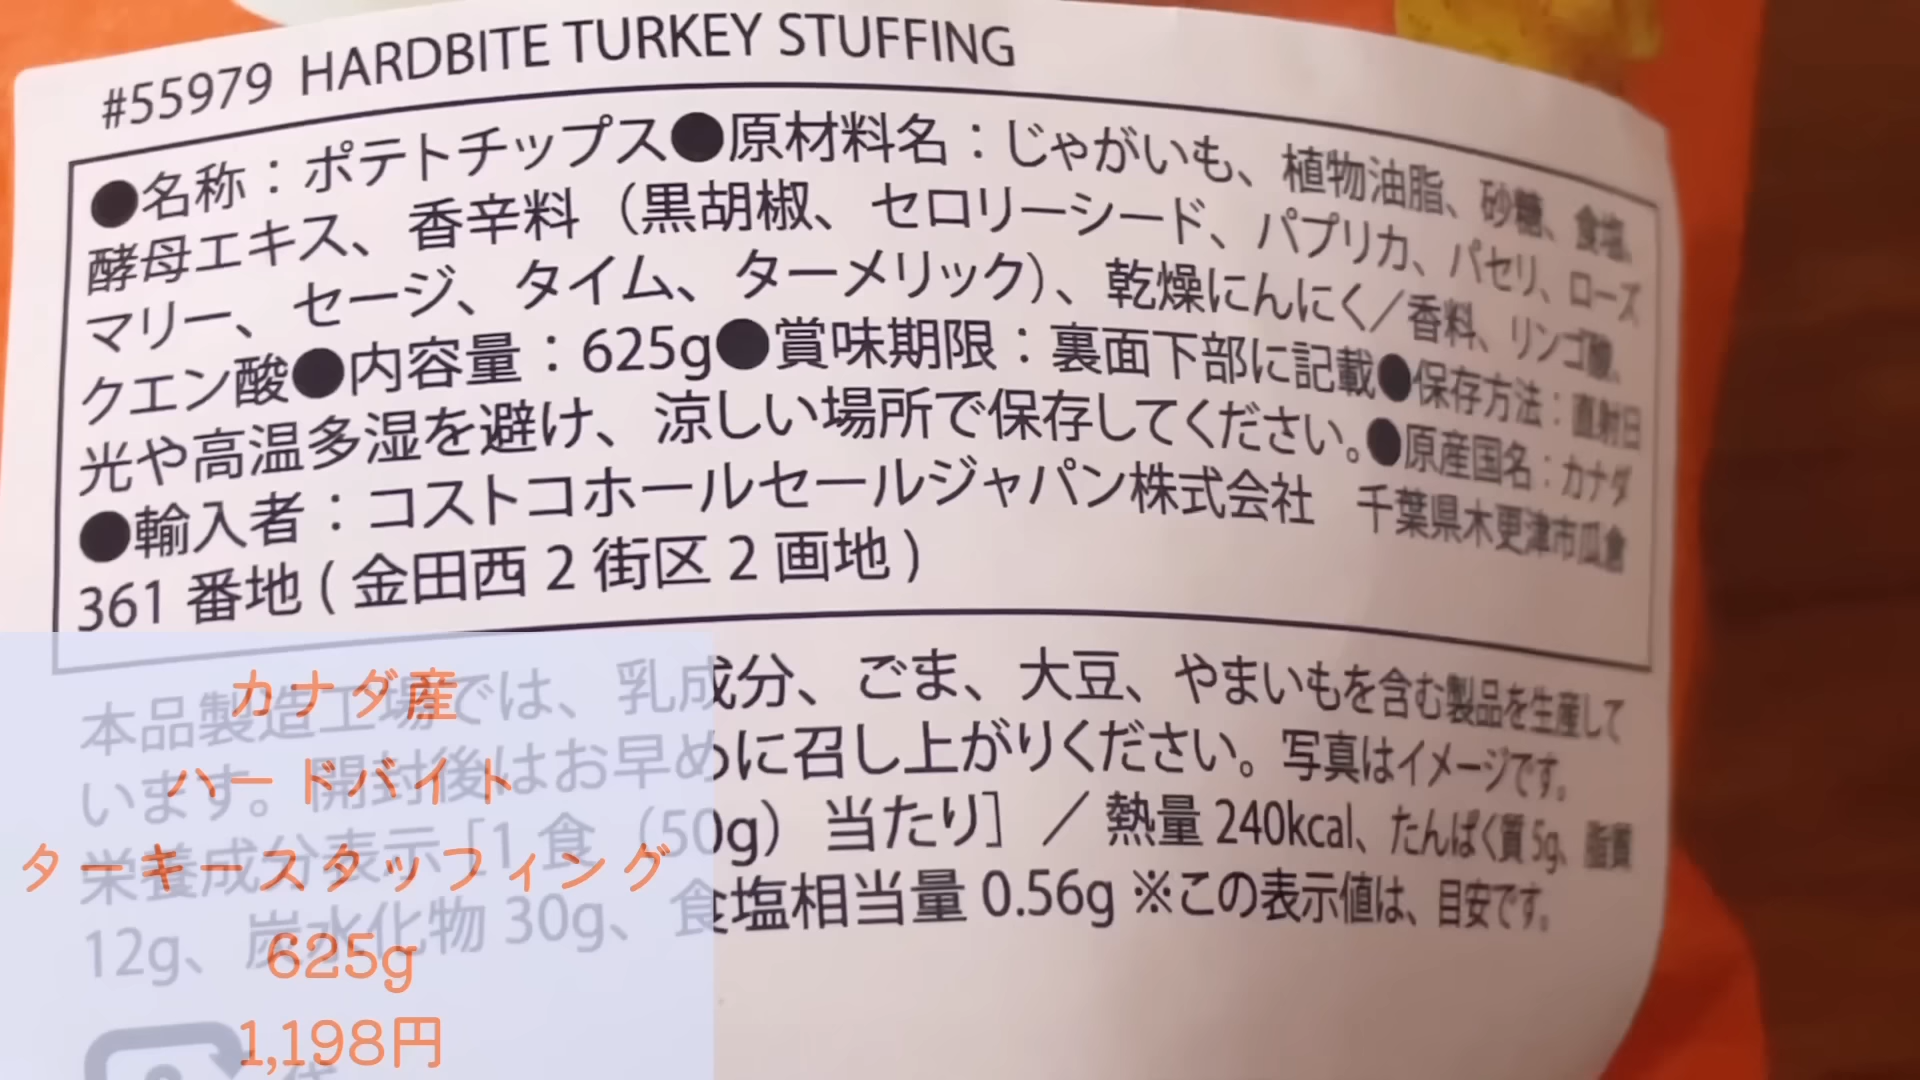 #55979 HARDBITE TURKEY STUFFING
●名称：ポテトチップス●原材料名：じゃがいも、植物油脂、砂糖、食塩、
酵母エキス、香辛料（黒胡椒、セロリーシード、パプリカ、パセリ、ローズ
マリー、セージ、タイム、ターメリック）、乾燥にんにく／香料、リンゴ酸、
クエン酸●内容量：625g●賞味期限：裏面下部に記載●保存方法：直射日
光や高温多湿を避け、涼しい場所で保存してください。●原産国名：カナダ
●輸入者：コストコホールセールジャパン株式会社 千葉県木更津市瓜倉
361 番地 ( 金田西 2 街区 2 画地 )
本品製造工場では、乳成分、ごま、大豆、やまいもを含む製品を生産して
います。開封後はお早めに召し上がりください。写真はイメージです。
栄養成分表示［1 食（50g）当たり］／熱量 240kcal、たんぱく質 5g、脂質
12g、炭水化物 30g、食塩相当量 0.56g ※この表示値は、目安です。
カナダ産
ハードバイト
ターキースタッフィング
625g
1,198円